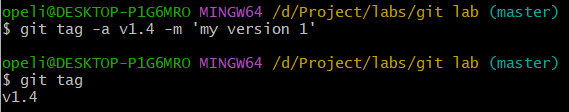 opeli@DESKTOP-P1G6MRO MINGW64 /d/Project/labs/git lab (master)
$ git tag -a v1.4 -m 'my version 1'
opeli@DESKTOP-P1G6MRO MINGW64 /d/Project/labs/git lab (master)
$ git tag
v1.4